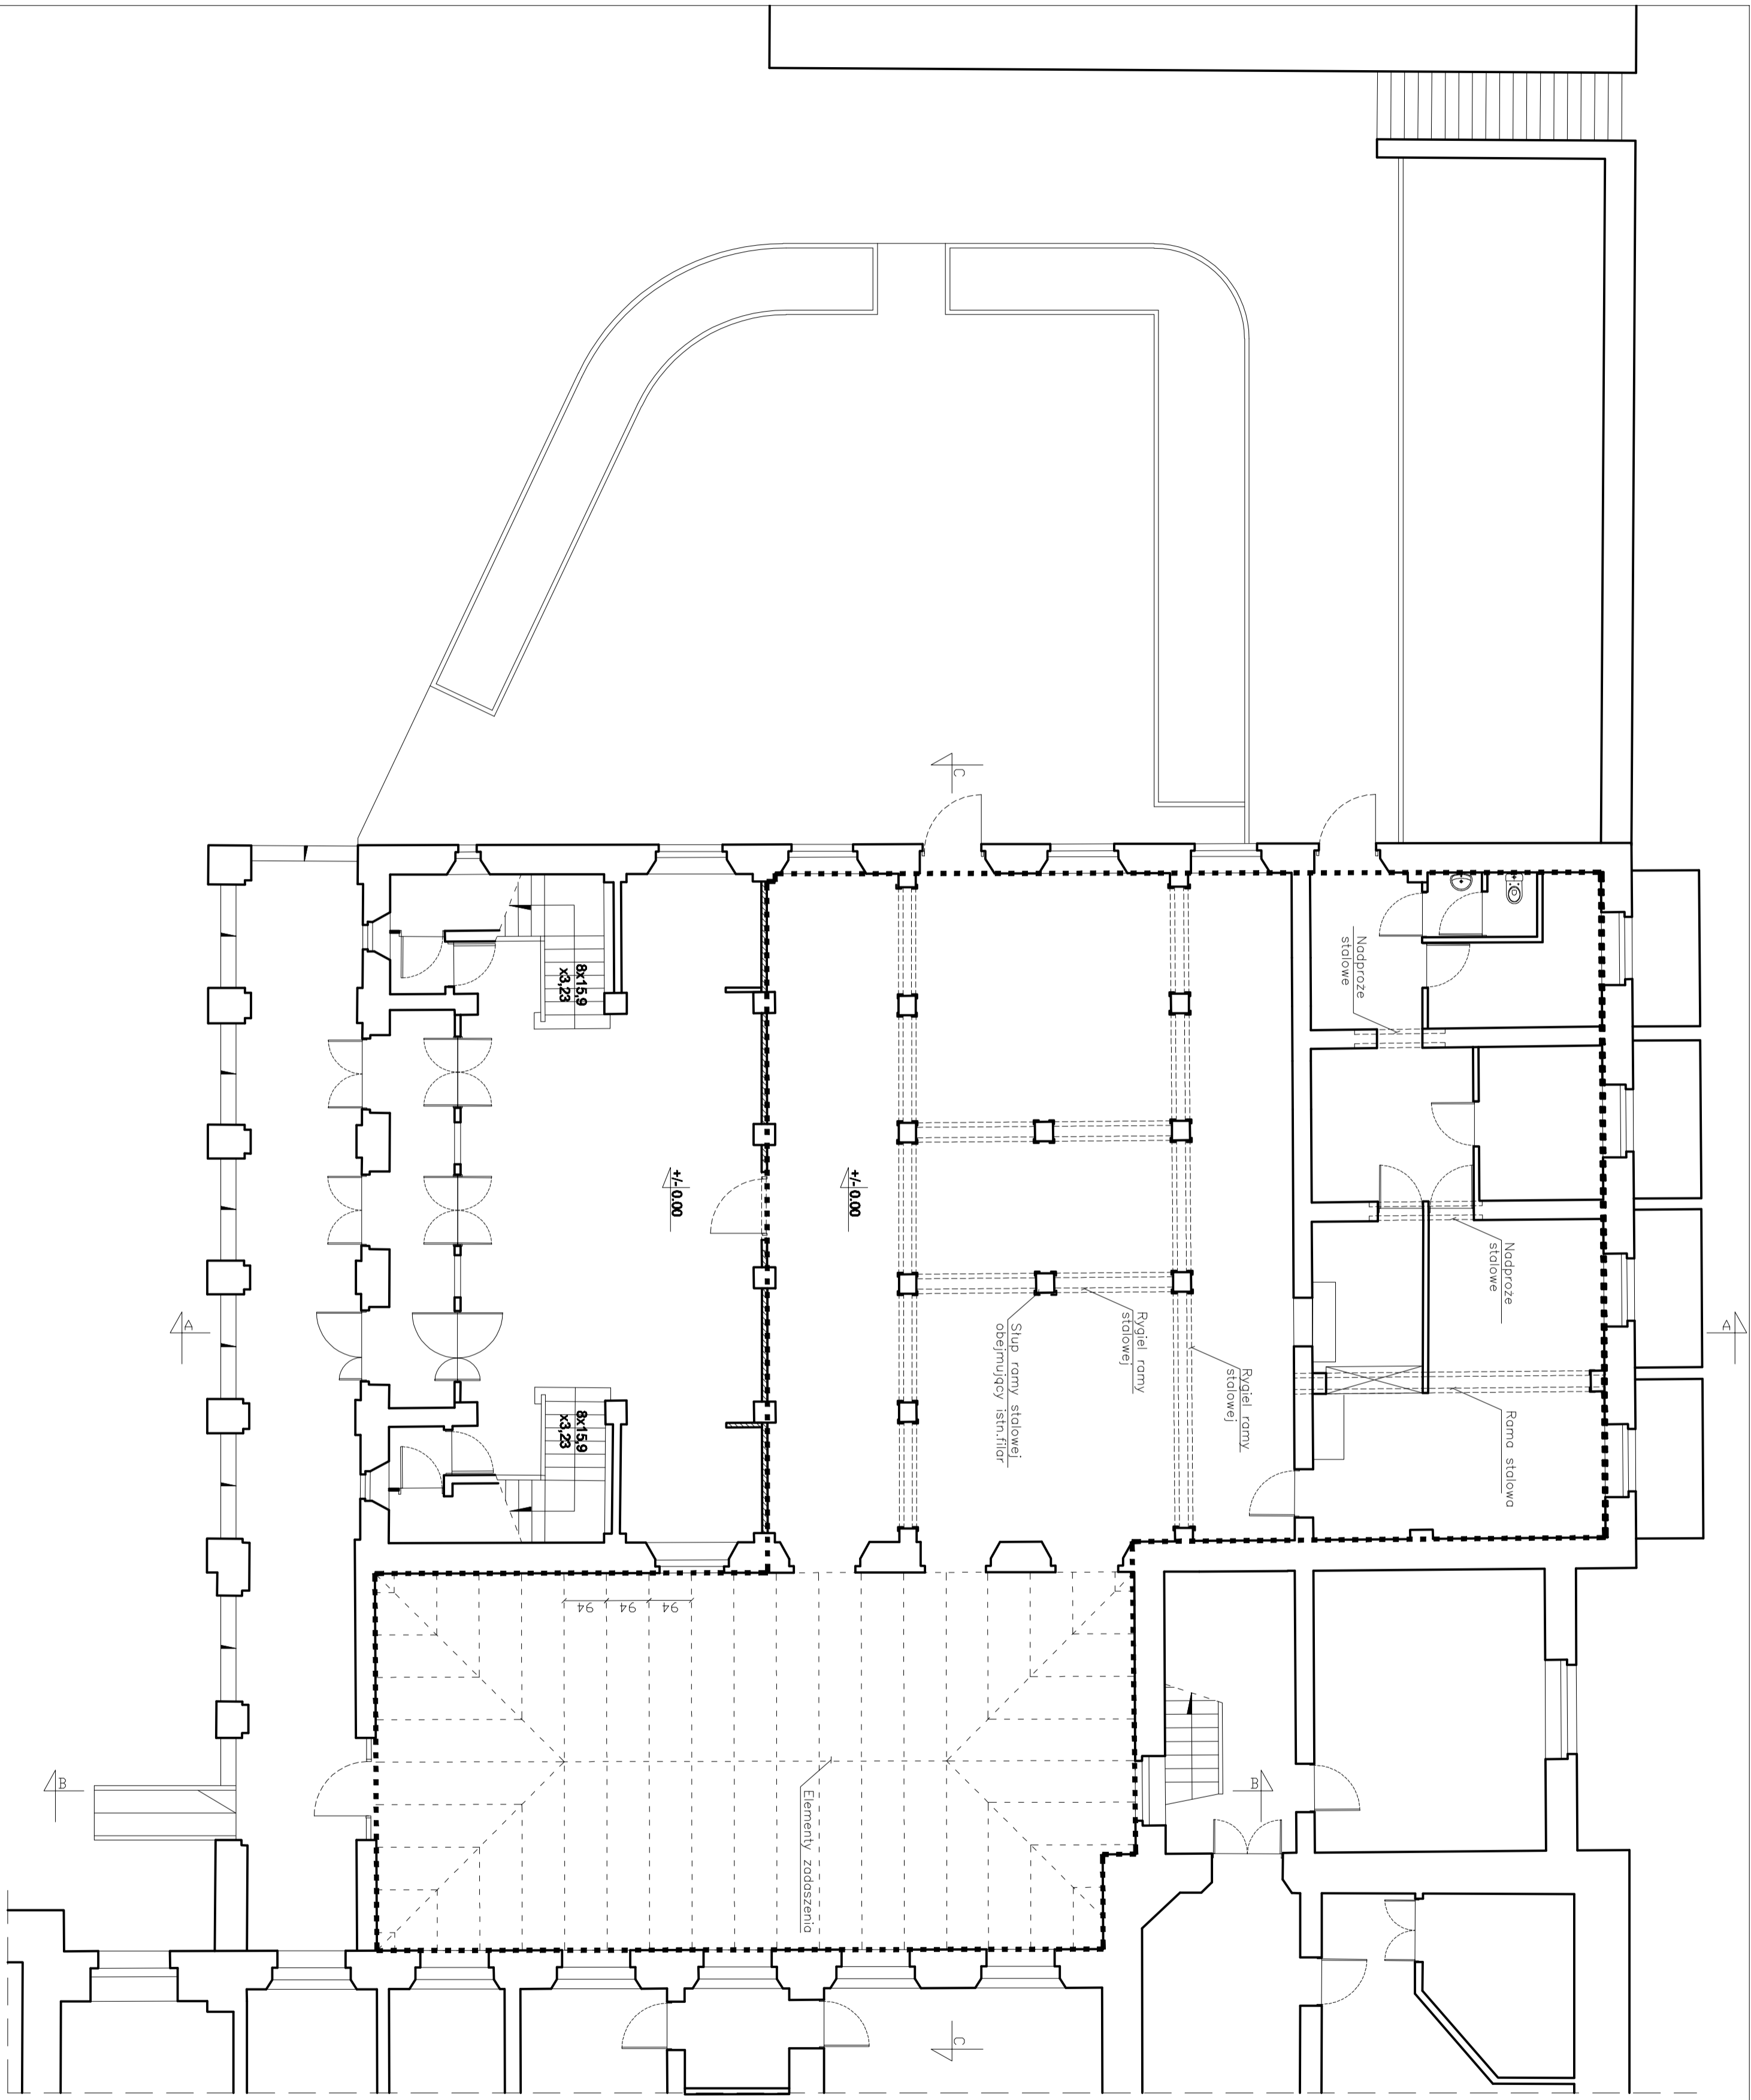 C
Nadproże
stalowe
8x15,9
x3,23
+/- 0.00
+/- 0.00
Nadproże
stalowe
A
A
Słup ramy stalowej
obejmujący istn.filar
Rygiel ramy
stalowej
Rygiel ramy
stalowej
Rama stalowa
8x15,9
x3,23
94
94
94
B
B
Elementy zadaszenia
C